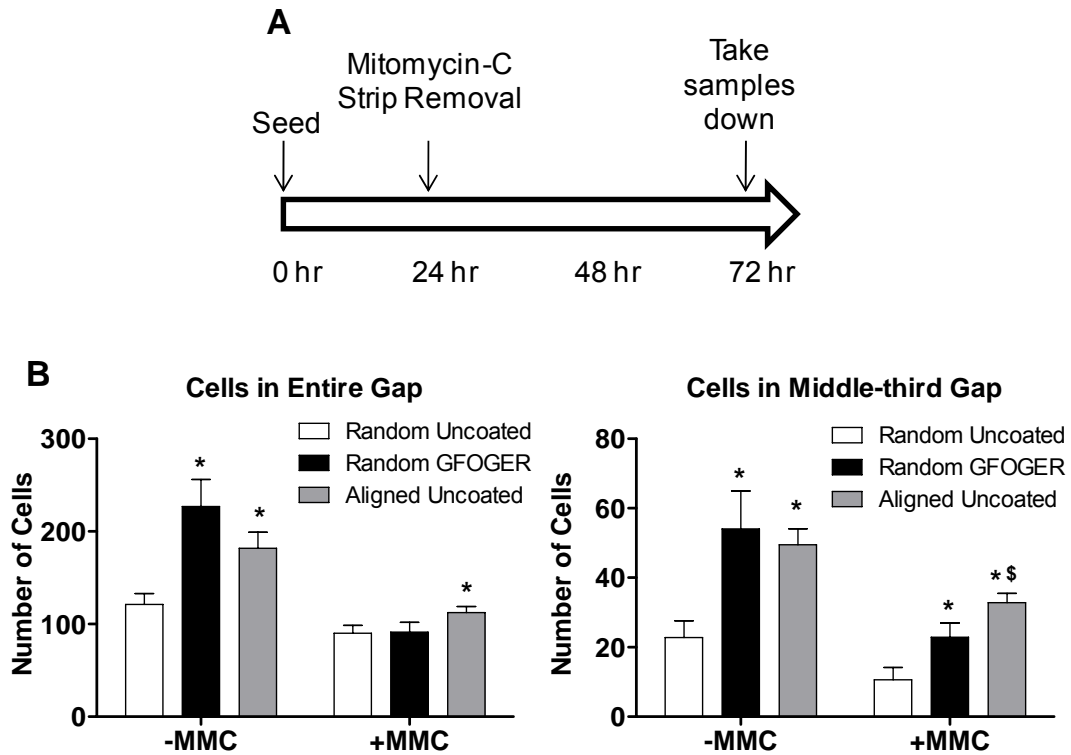 A
Seed
Mitomycin-C
Strip Removal
Take
samples
down
0 hr
24 hr
48 hr
72 hr
B
Cells in Entire Gap
Number of Cells
300
200
100
0
Random Uncoated
Random GFOGER
Aligned Uncoated
*
*
*
-MMC
+MMC
Cells in Middle-third Gap
Number of Cells
80
60
40
20
0
Random Uncoated
Random GFOGER
Aligned Uncoated
*
*
*
* $
-MMC
+MMC